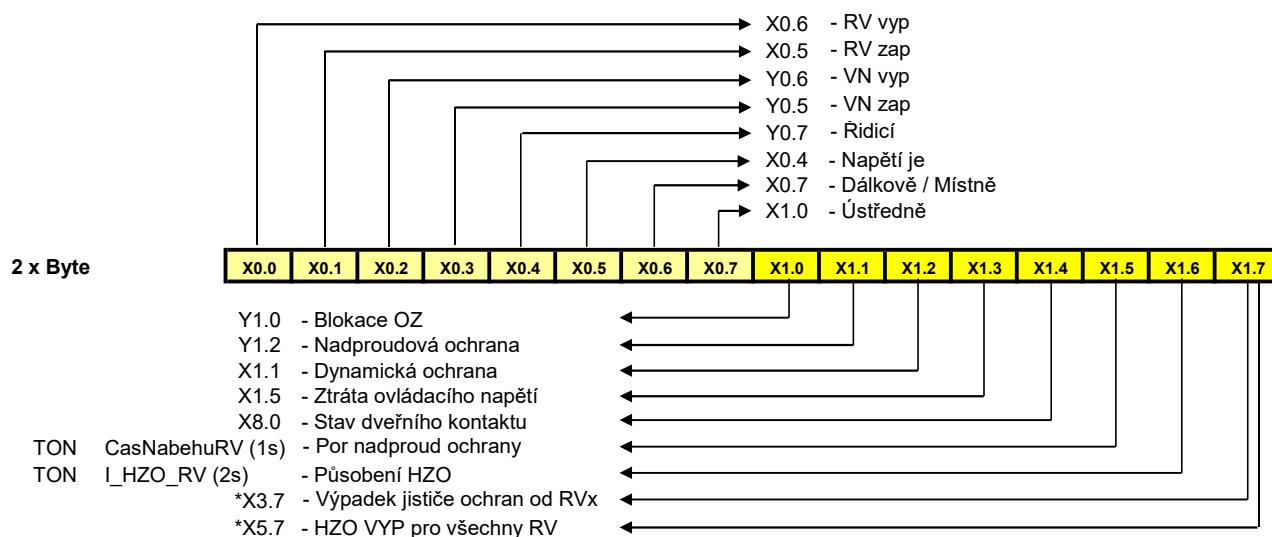 X0.6 - RV vyp
X0.5 - RV zap
Y0.6 - VN vyp
Y0.5 - VN zap
Y0.7 - Řidicí
X0.4 - Napětí je
X0.7 - Dálkově / Místně
X1.0 - Ústředně
2 x Byte X0.0 X0.1 X0.2 X0.3 X0.4 X0.5 X0.6 X0.7 X1.0 X1.1 X1.2 X1.3 X1.4 X1.5 X1.6 X1.7
Y1.0 - Blokace OZ
Y1.2 - Nadproudová ochrana
X1.1 - Dynamická ochrana
X1.5 - Ztráta ovládacího napětí
X8.0 - Stav dveřního kontaktu
TON CasNabehuRV (1s) - Por nadproud ochrany
TON I_HZO_RV (2s) - Působení HZO
*X3.7 - Výpadek jističe ochran od RVx
*X5.7 - HZO VYP pro všechny RV